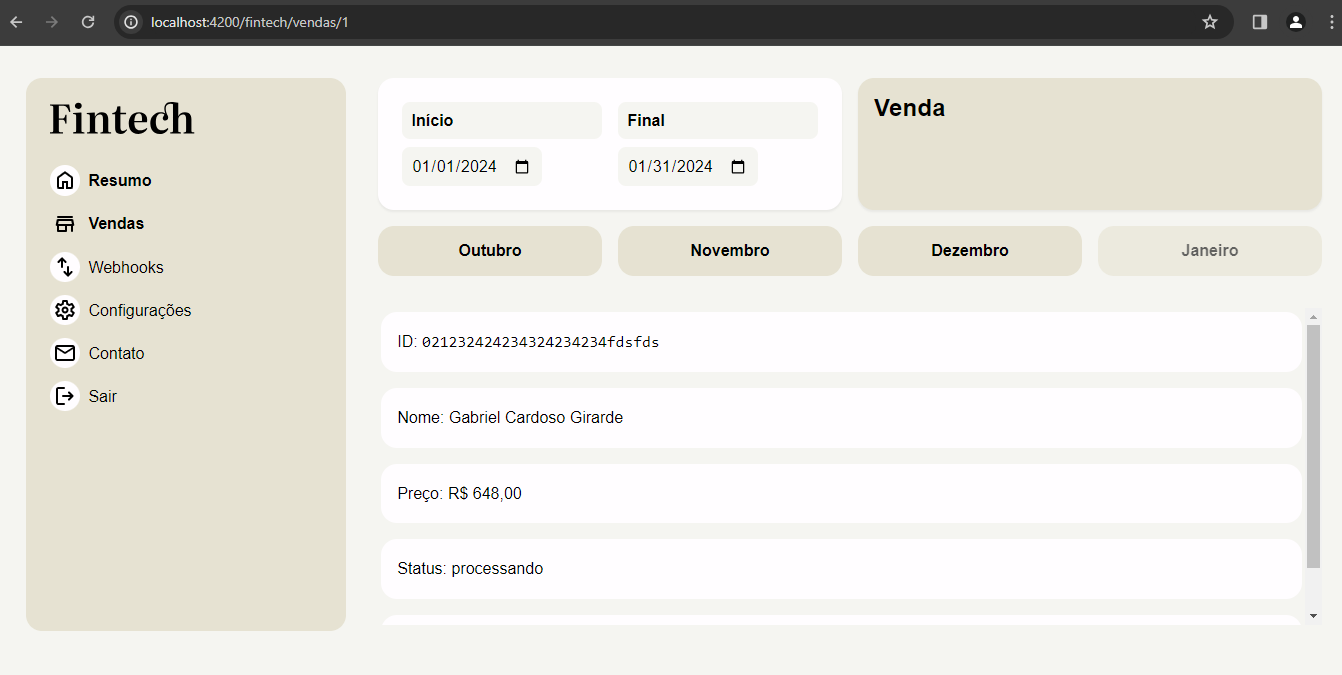 localhost:4200/fintech/vendas/1
Fintech
Resumo
Vendas
Webhooks
Configurações
Contato
Sair
Início
Final
01/01/2024
01/31/2024
Venda
Outubro
Novembro
Dezembro
Janeiro
ID: 021232424234324234234fdsfds
Nome: Gabriel Cardoso Girarde
Preço: R$ 648,00
Status: processando